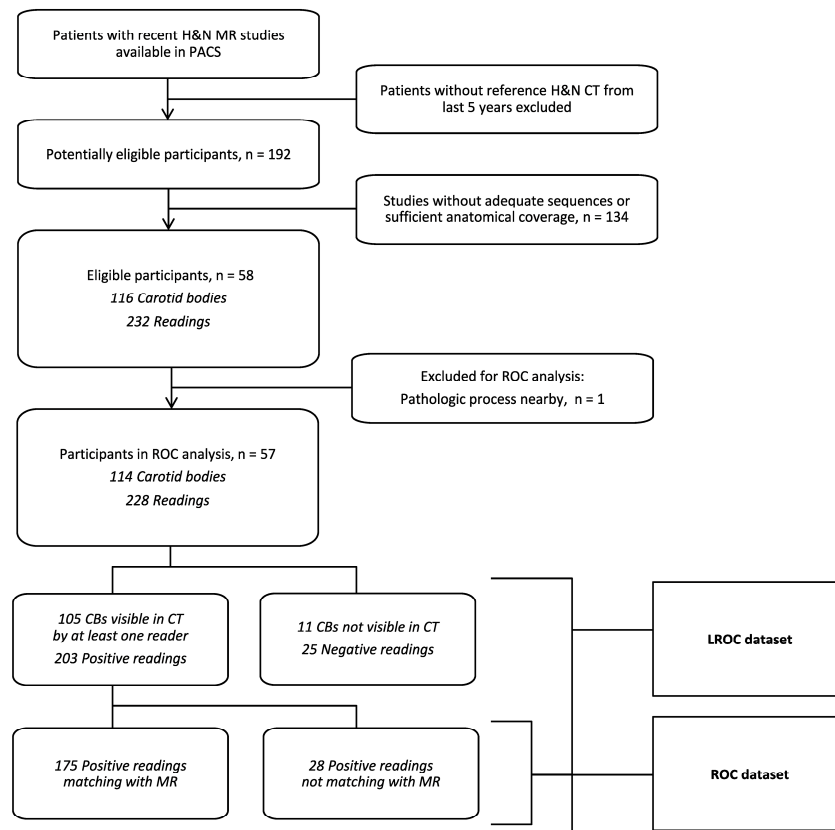 Patients with recent H&N MR studies
available in PACS
Patients without reference H&N CT from
last 5 years excluded
Potentially eligible participants, n = 192
Studies without adequate sequences or
sufficient anatomical coverage, n = 134
Eligible participants, n = 58
116 Carotid bodies
232 Readings
Excluded for ROC analysis:
Pathologic process nearby, n = 1
Participants in ROC analysis, n = 57
114 Carotid bodies
228 Readings
105 CBs visible in CT
by at least one reader
203 Positive readings
11 CBs not visible in CT
25 Negative readings
LROC dataset
175 Positive readings
matching with MR
28 Positive readings
not matching with MR
ROC dataset